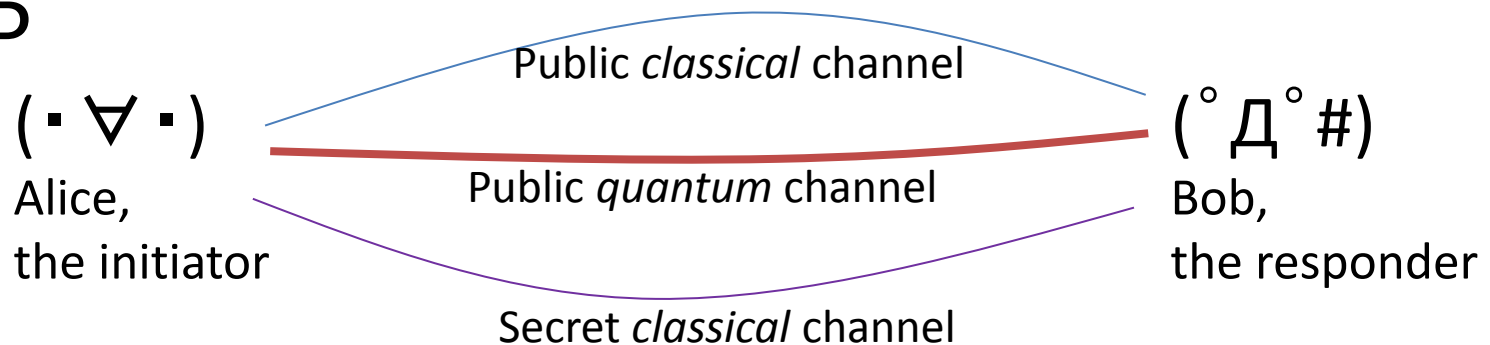 Public classical channel
(・∀・)
(゚Д゚#)
Public quantum channel
Alice,
the initiator
Bob,
the responder
Secret classical channel